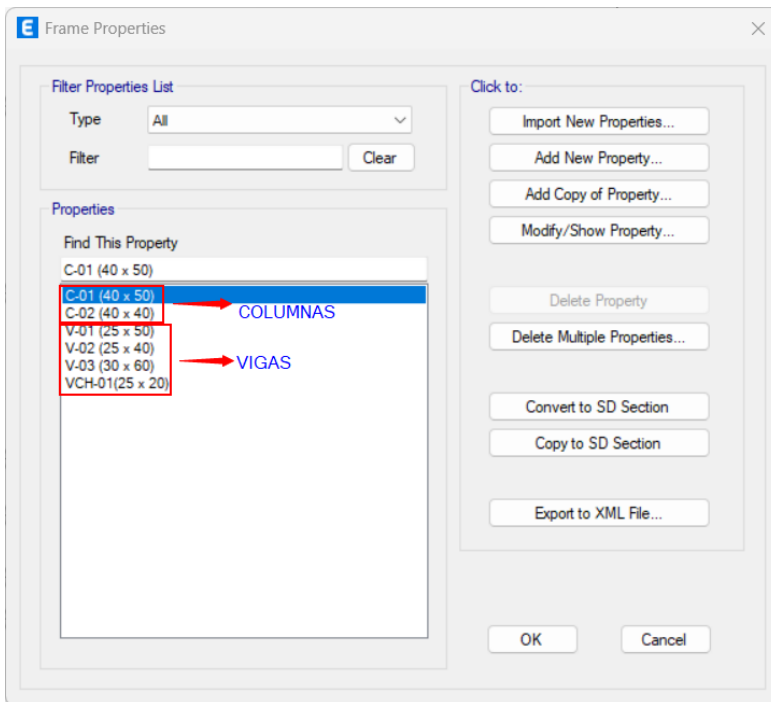 E Frame Properties
Filter Properties List
Type All
Filter Clear
Properties
Find This Property
C-01 (40 x 50)
C-01 (40 x 50)
C-02 (40 x 40)
COLUMNAS
V-01 (25 x 50)
V-02 (25 x 40)
V-03 (30 x 60)
VIGAS
VCH-01(25 x 20)
Click to:
Import New Properties...
Add New Property...
Add Copy of Property...
Modify/Show Property...
Delete Property
Delete Multiple Properties...
Convert to SD Section
Copy to SD Section
Export to XML File...
OK Cancel